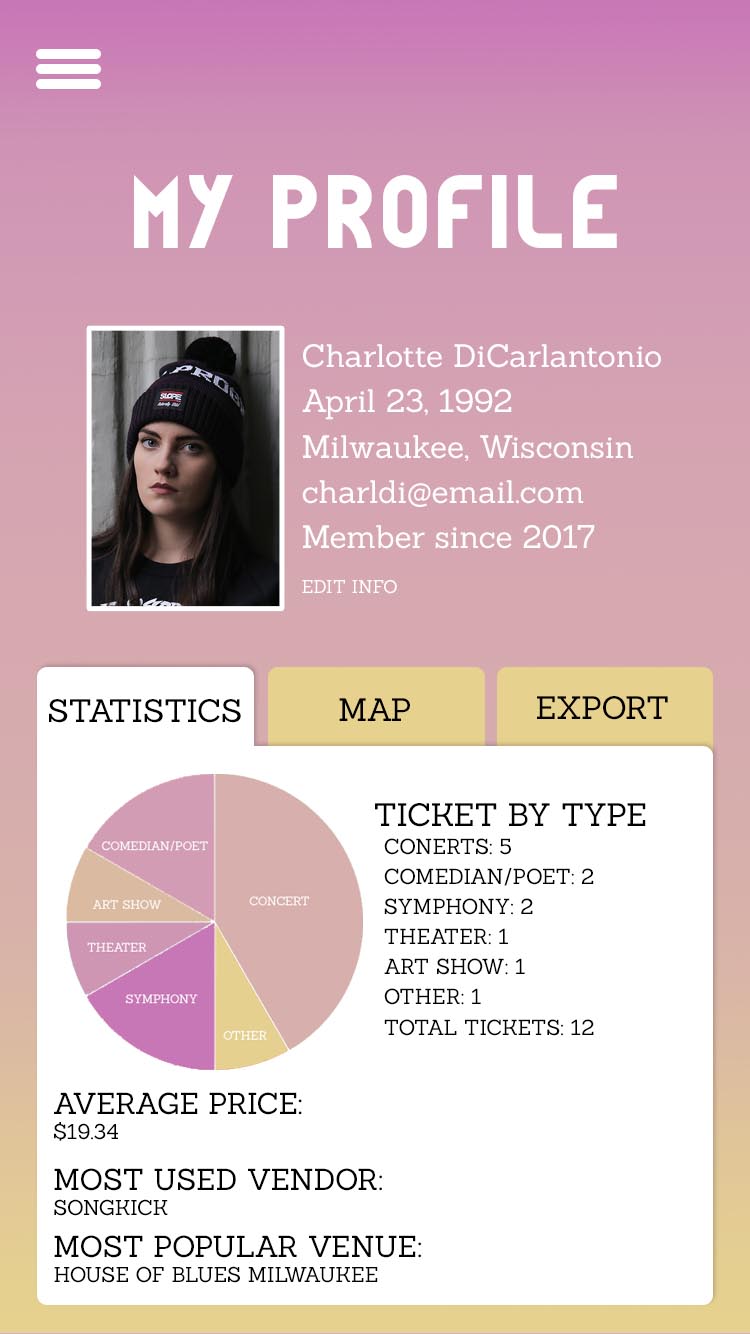 MY PROFILE
PRO
SLOPE
Charlotte DiCarlantonio
April 23, 1992
Milwaukee, Wisconsin
charldi@email.com
Member since 2017
EDIT INFO
STATISTICS
MAP
EXPORT
COMEDIAN/POET
ART SHOW
CONCERT
THEATER
SYMPHONY
OTHER
TICKET BY TYPE
CONERTS: 5
COMEDIAN/POET: 2
SYMPHONY: 2
THEATER: 1
ART SHOW: 1
OTHER: 1
TOTAL TICKETS: 12
AVERAGE PRICE:
$19.34
MOST USED VENDOR:
SONGKICK
MOST POPULAR VENUE:
HOUSE OF BLUES MILWAUKEE